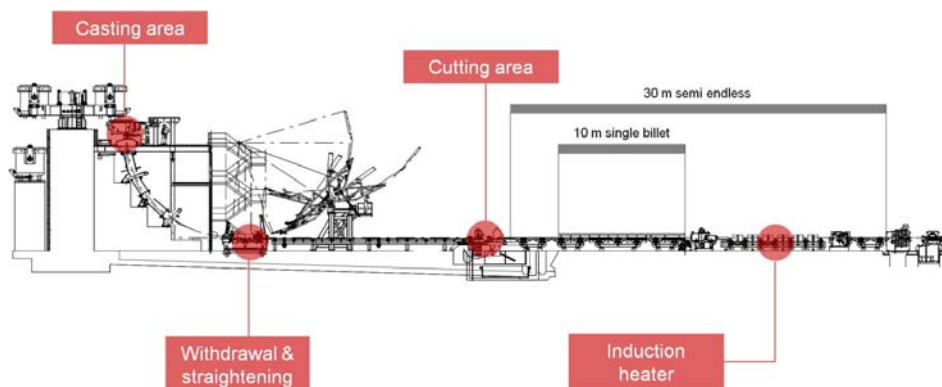 Casting area
Cutting area
30 m semi endless
10 m single billet
Withdrawal &
straightening
Induction
heater